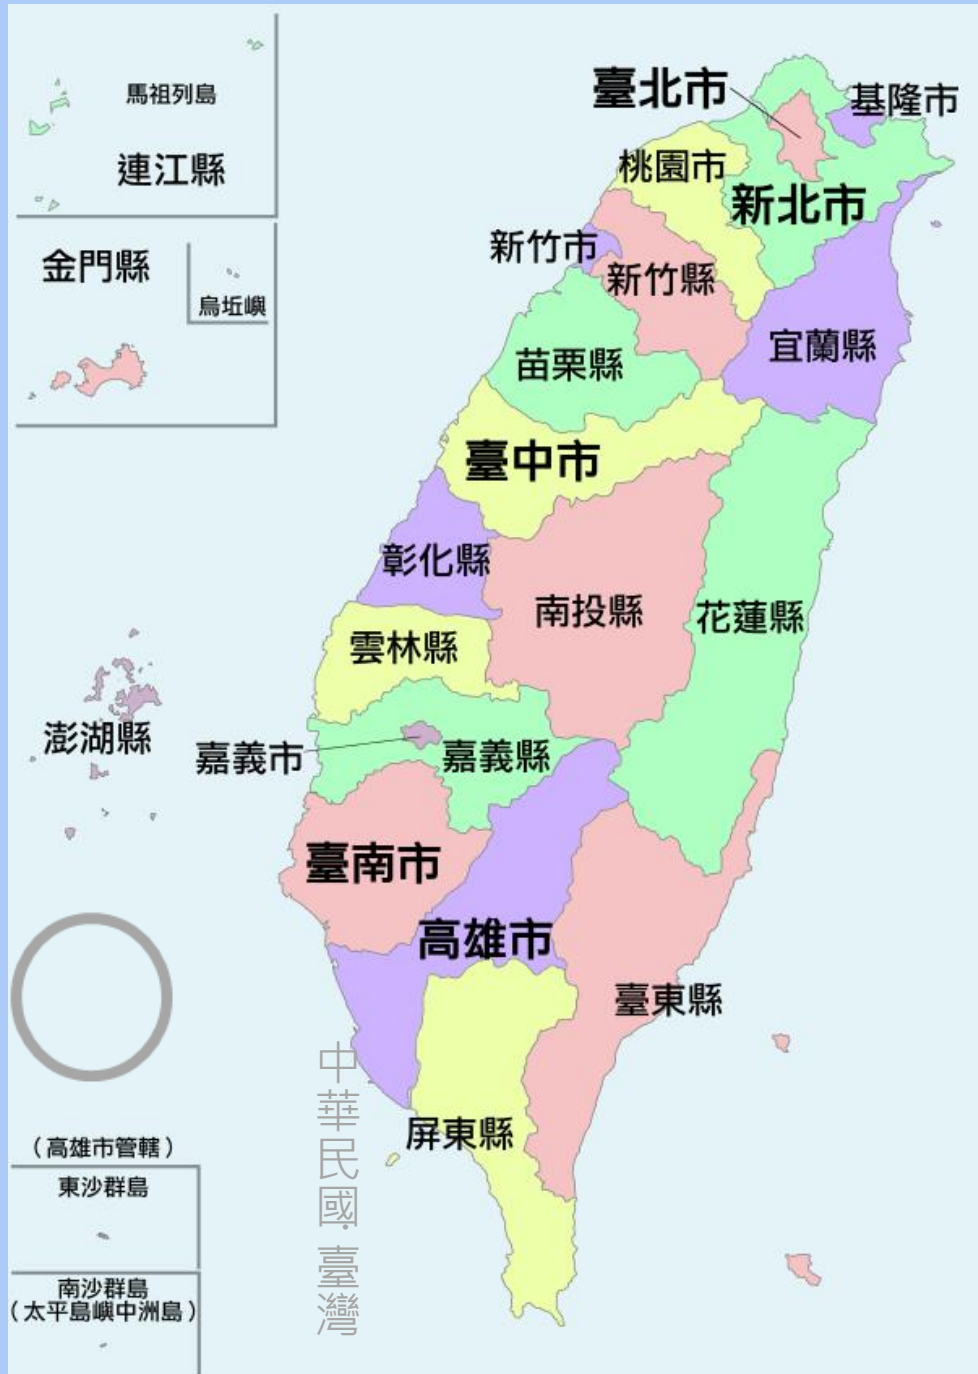 馬祖列島
連江縣
金門縣
烏坵嶼
臺北市
基隆市
桃園市
新北市
新竹市
新竹縣
宜蘭縣
苗栗縣
臺中市
彰化縣
南投縣
花蓮縣
雲林縣
澎湖縣
嘉義市
嘉義縣
臺南市
高雄市
臺東縣
屏東縣
中華民國·臺灣
（高雄市管轄）
東沙群島
南沙群島
（太平島嶼中洲島）